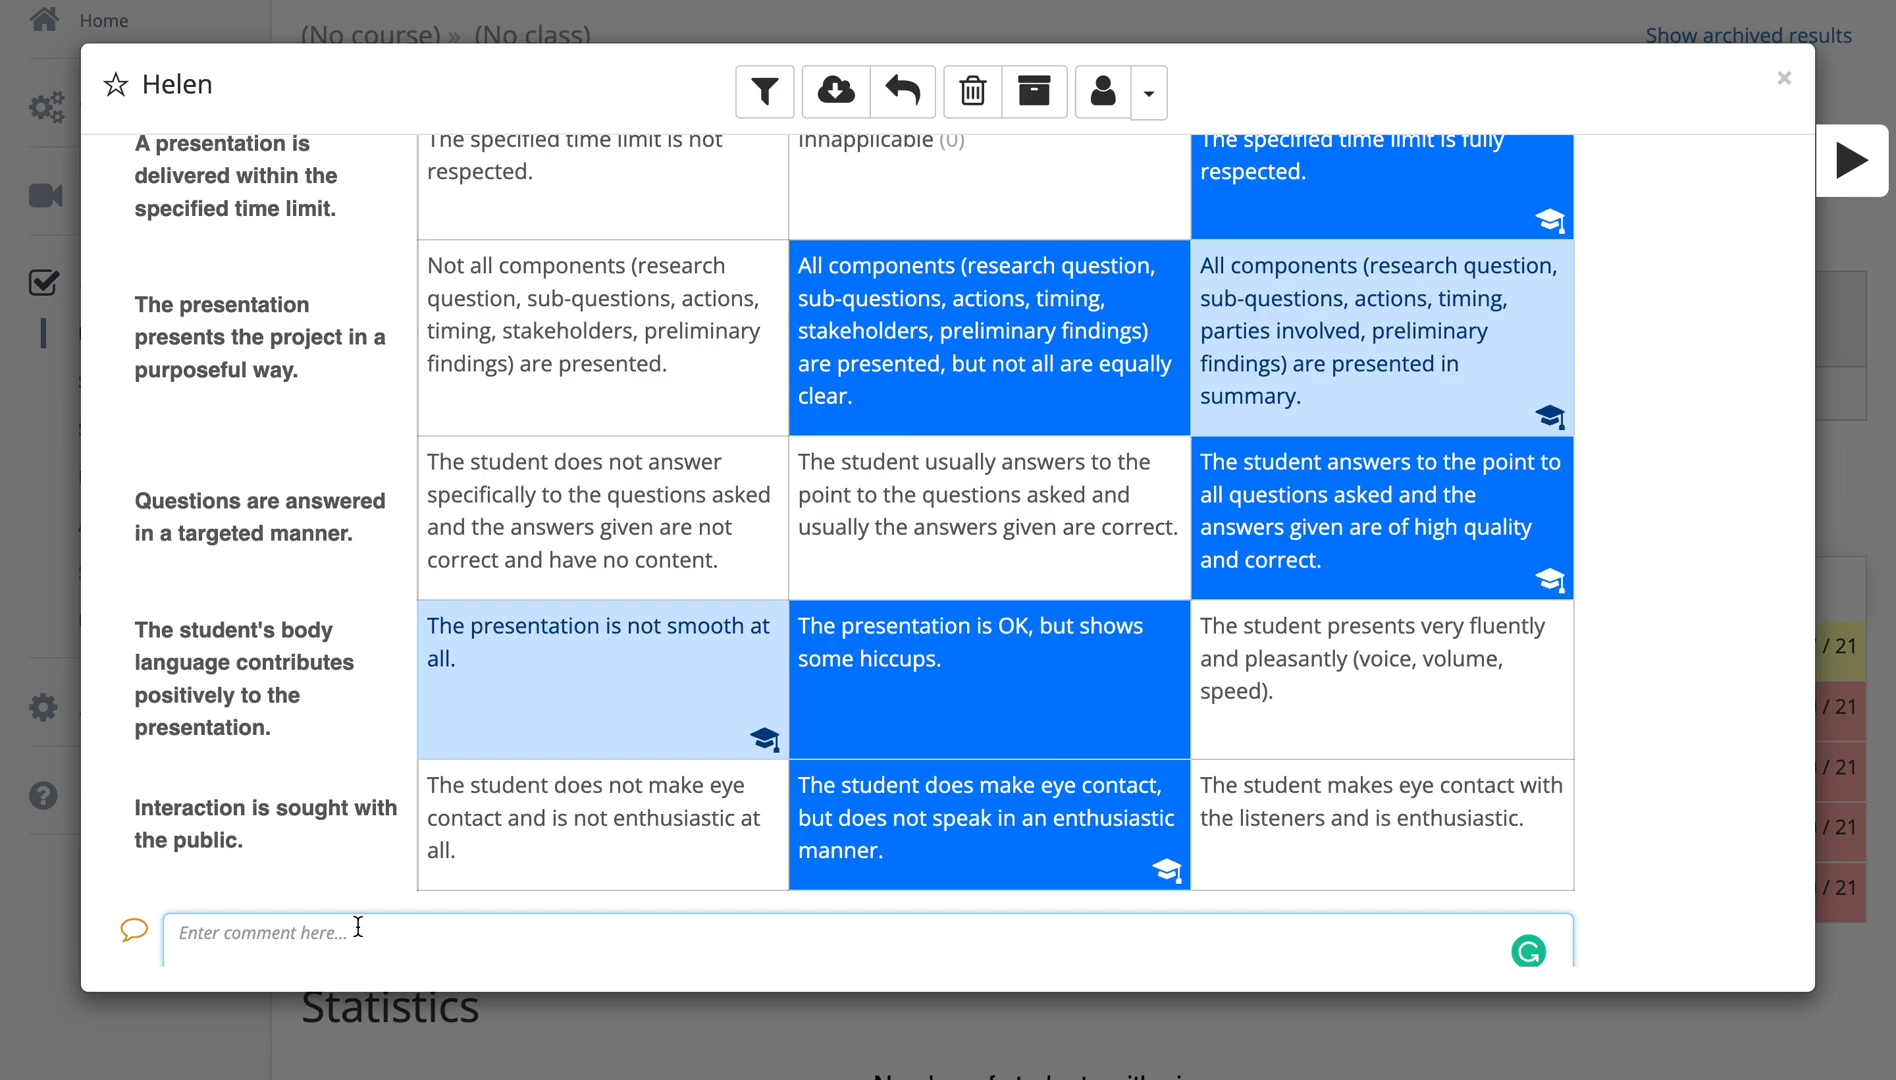 Home
(No course) » (No class)
Show archived results
Helen
×
A presentation is
delivered within the
specified time limit.
The specified time limit is not
respected.
Innapplicable (0)
The specified time limit is fully
respected.
The presentation
presents the project in a
purposeful way.
Not all components (research
question, sub-questions, actions,
timing, stakeholders, preliminary
findings) are presented.
All components (research question,
sub-questions, actions, timing,
stakeholders, preliminary findings)
are presented, but not all are equally
clear.
All components (research question,
sub-questions, actions, timing,
parties involved, preliminary
findings) are presented in
summary.
Questions are answered
in a targeted manner.
The student does not answer
specifically to the questions asked
and the answers given are not
correct and have no content.
The student usually answers to the
point to the questions asked and
usually the answers given are correct.
The student answers to the point to
all questions asked and the
answers given are of high quality
and correct.
The student's body
language contributes
positively to the
presentation.
The presentation is not smooth at
all.
The presentation is OK, but shows
some hiccups.
The student presents very fluently
and pleasantly (voice, volume,
speed).
Interaction is sought with
the public.
The student does not make eye
contact and is not enthusiastic at
all.
The student does make eye contact,
but does not speak in an enthusiastic
manner.
The student makes eye contact with
the listeners and is enthusiastic.
Enter comment here...
/ 21
/ 21
/ 21
/ 21
/ 21
Statistics